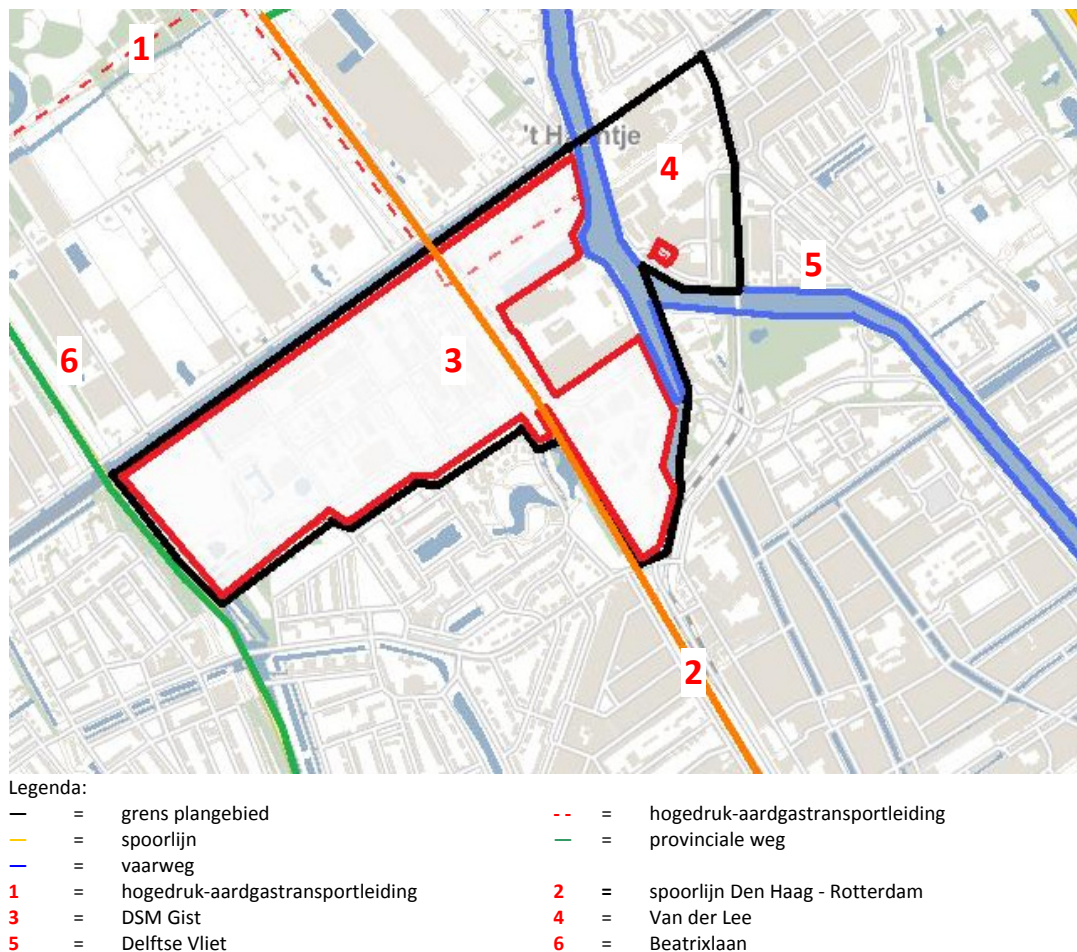 1
't H ntje
4
5
3
6
2
Legenda:
— = grens plangebied - - = hogedruk-aardgastransportleiding
— = spoorlijn — = provinciale weg
— = vaarweg
1 = hogedruk-aardgastransportleiding 2 = spoorlijn Den Haag - Rotterdam
3 = DSM Gist 4 = Van der Lee
5 = Delftse Vliet 6 = Beatrixlaan